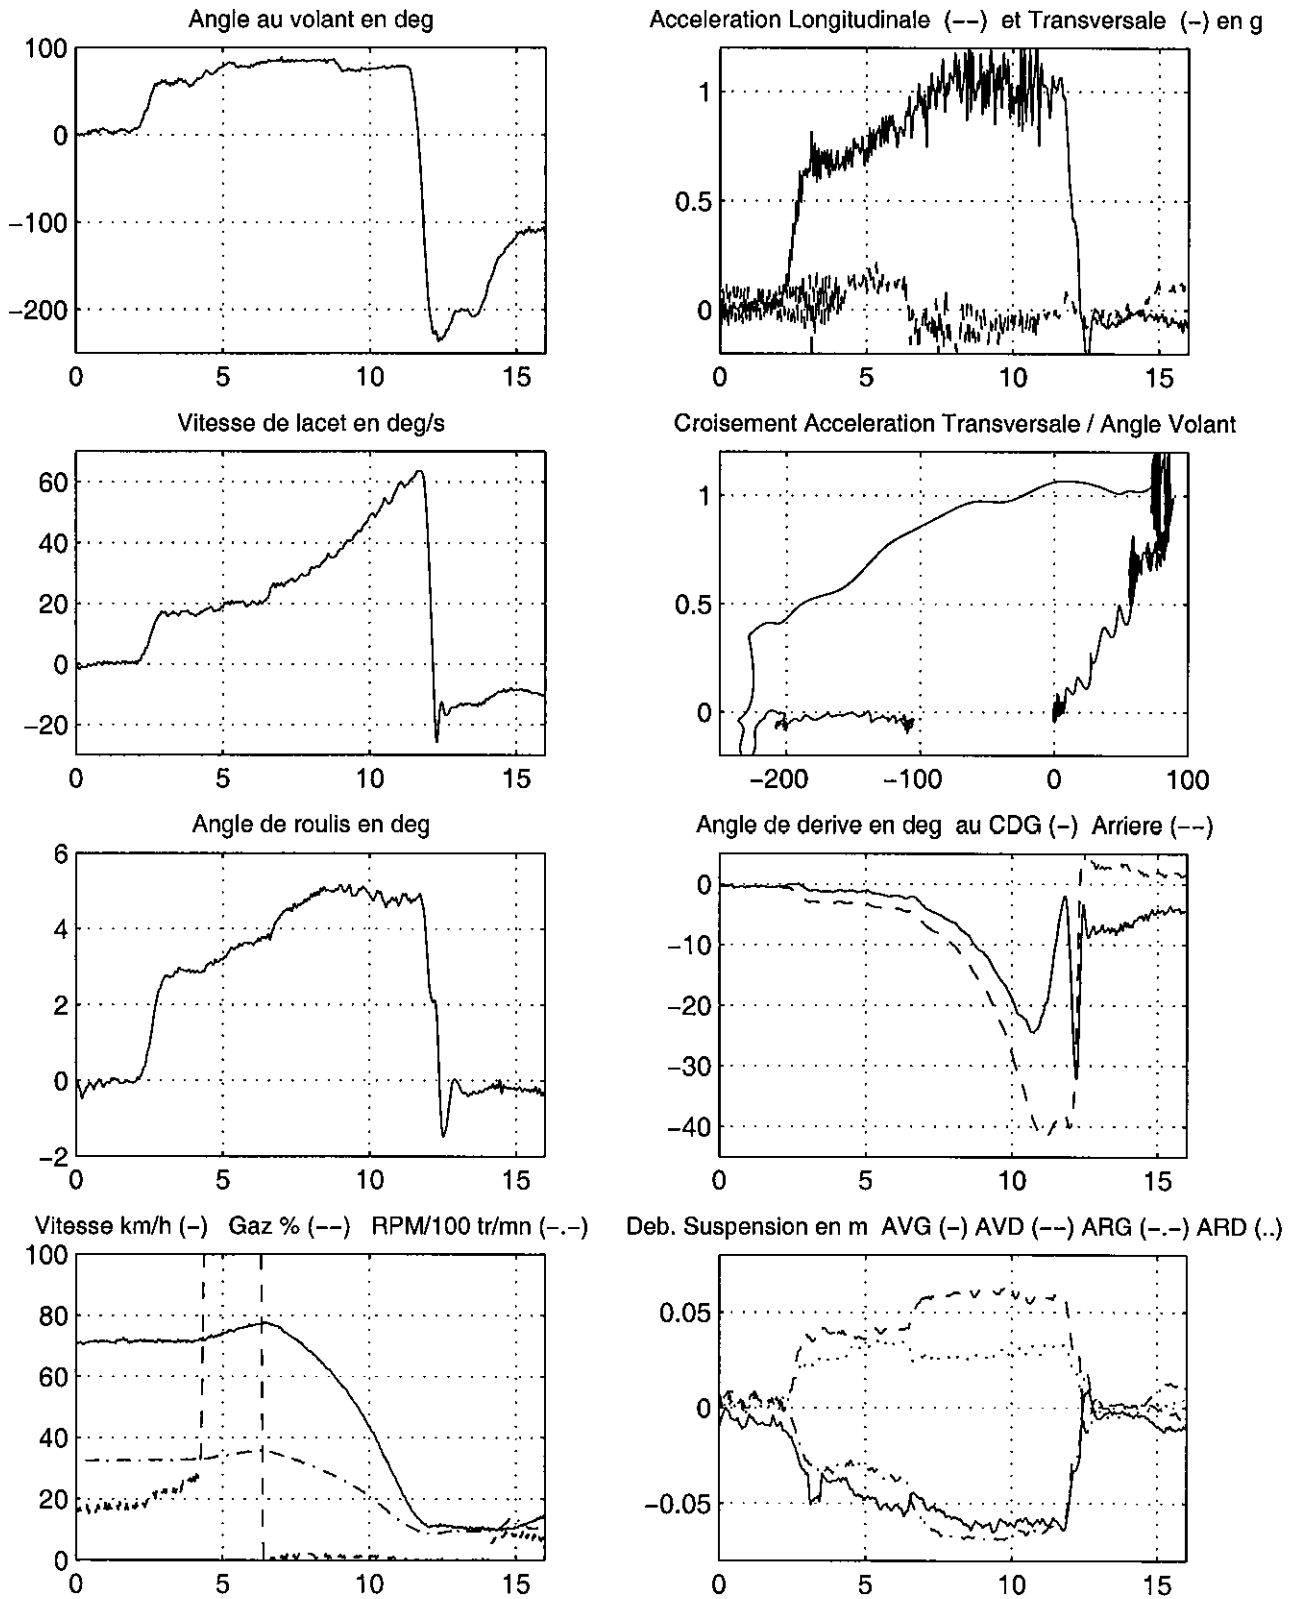 Angle au volant en deg
100
0
−100
−200
0 5 10 15
Acceleration Longitudinale (−−) et Transversale (−) en g
1
0.5
0
0 5 10 15
Vitesse de lacet en deg/s
60
40
20
0
−20
0 5 10 15
Croisement Acceleration Transversale / Angle Volant
1
0.5
0
−200 −100 0 100
Angle de roulis en deg
6
4
2
0
−2
0 5 10 15
Angle de derive en deg au CDG (−) Arriere (−−)
0
−10
−20
−30
−40
0 5 10 15
Vitesse km/h (−) Gaz % (−−) RPM/100 tr/mn (−.−)
100
80
60
40
20
0
0 5 10 15
Deb. Suspension en m AVG (−) AVD (−−) ARG (−.−) ARD (..)
0.05
0
−0.05
0 5 10 15